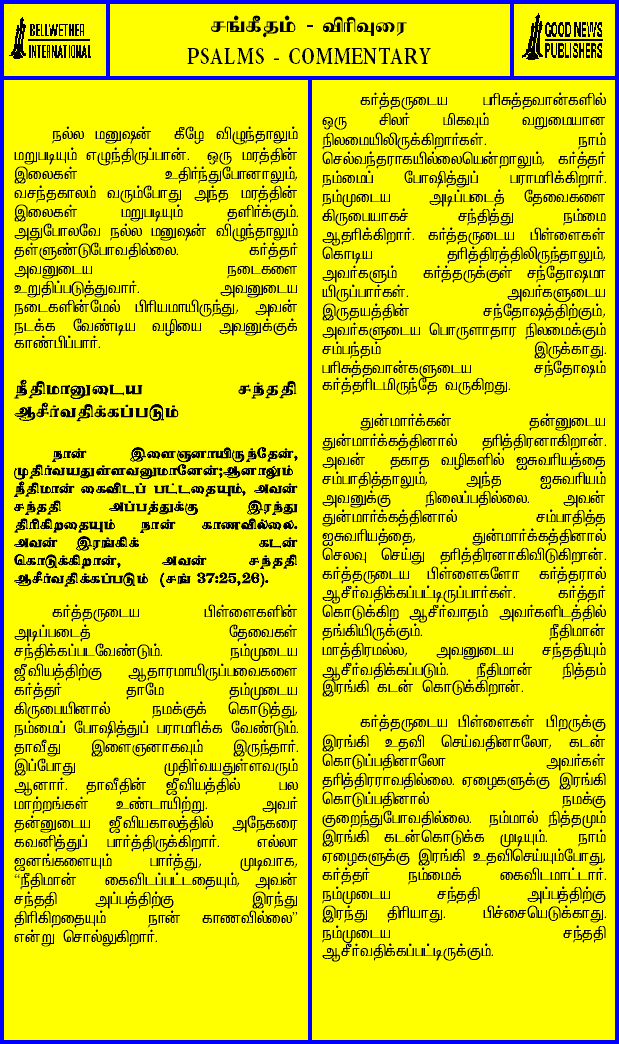 BELLWETHER
INTERNATIONAL
சங்கீதம் - விரிவுரை
PSALMS - COMMENTARY
GOOD NEWS
PUBLISHERS
நல்ல மனுஷன் கீழே விழுந்தாலும்
மறுபடியும் எழுந்திருப்பான். ஒரு மரத்தின்
இலைகள் உதிர்ந்துபோனாலும்,
வசந்தகாலம் வரும்போது அந்த மரத்தின்
இலைகள் மறுபடியும் தளிர்க்கும்.
அதுபோலவே நல்ல மனுஷன் விழுந்தாலும்
தள்ளுண்டுபோவதில்லை. கர்த்தர்
அவனுடைய நடைகளை
உறுதிப்படுத்துவார். அவனுடைய
நடைகளின்மேல் பிரியமாயிருந்து, அவன்
நடக்க வேண்டிய வழியை அவனுக்குக்
காண்பிப்பார்.
நீதிமானுடைய சந்ததி
ஆசீர்வதிக்கப்படும்
நான் இளைஞனாயிருந்தேன்,
முதிர்வயதுள்ளவனுமானேன்;ஆனாலும்
நீதிமான் கைவிடப் பட்டதையும், அவன்
சந்ததி அப்பத்துக்கு இரந்து
திரிகிறதையும் நான் காணவில்லை.
அவன் இரங்கிக் கடன்
கொடுக்கிறான், அவன் சந்ததி
ஆசீர்வதிக்கப்படும் (சங் 37:25,26).
கர்த்தருடைய பிள்ளைகளின்
அடிப்படைத் தேவைகள்
சந்திக்கப்படவேண்டும். நம்முடைய
ஜீவியத்திற்கு ஆதாரமாயிருப்பவைகளை
கர்த்தர் தாமே தம்முடைய
கிருபையினால் நமக்குக் கொடுத்து,
நம்மைப் போஷித்துப் பராமரிக்க வேண்டும்.
தாவீது இளைஞனாகவும் இருந்தார்.
இப்போது முதிர்வயதுள்ளவரும்
ஆனார். தாவீதின் ஜீவியத்தில் பல
மாற்றங்கள் உண்டாயிற்று. அவர்
தன்னுடைய ஜீவியகாலத்தில் அநேகரை
கவனித்துப் பார்த்திருக்கிறார். எல்லா
ஜனங்களையும் பார்த்து, முடிவாக,
“நீதிமான் கைவிடப்பட்டதையும், அவன்
சந்ததி அப்பத்திற்கு இரந்து
திரிகிறதையும் நான் காணவில்லை”
என்று சொல்லுகிறார்.
கர்த்தருடைய பரிசுத்தவான்களில்
ஒரு சிலர் மிகவும் வறுமையான
நிலமையிலிருக்கிறார்கள். நாம்
செல்வந்தராகயில்லையென்றாலும், கர்த்தர்
நம்மைப் போஷித்துப் பராமரிக்கிறார்.
நம்முடைய அடிப்படைத் தேவைகளை
கிருபையாகச் சந்தித்து நம்மை
ஆதரிக்கிறார். கர்த்தருடைய பிள்ளைகள்
கொடிய தரித்திரத்திலிருந்தாலும்,
அவர்களும் கர்த்தருக்குள் சந்தோஷமா
யிருப்பார்கள். அவர்களுடைய
இருதயத்தின் சந்தோஷத்திற்கும்,
அவர்களுடைய பொருளாதார நிலமைக்கும்
சம்பந்தம் இருக்காது.
பரிசுத்தவான்களுடைய சந்தோஷம்
கர்த்தரிடமிருந்தே வருகிறது.
துன்மார்க்கன் தன்னுடைய
துன்மார்க்கத்தினால் தரித்திரனாகிறான்.
அவன் தகாத வழிகளில் ஐசுவரியத்தை
சம்பாதித்தாலும், அந்த ஐசுவரியம்
அவனுக்கு நிலைப்பதில்லை. அவன்
துன்மார்க்கத்தினால் சம்பாதித்த
ஐசுவரியத்தை, துன்மார்க்கத்தினால்
செலவு செய்து தரித்திரனாகிவிடுகிறான்.
கர்த்தருடைய பிள்ளைகளோ கர்த்தரால்
ஆசீர்வதிக்கப்பட்டிருப்பார்கள். கர்த்தர்
கொடுக்கிற ஆசீர்வாதம் அவர்களிடத்தில்
தங்கியிருக்கும். நீதிமான்
மாத்திரமல்ல, அவனுடைய சந்ததியும்
ஆசீர்வதிக்கப்படும். நீதிமான் நித்தம்
இரங்கி கடன் கொடுக்கிறான்.
கர்த்தருடைய பிள்ளைகள் பிறருக்கு
இரங்கி உதவி செய்வதினாலோ, கடன்
கொடுப்பதினாலோ அவர்கள்
தரித்திரராவதில்லை. ஏழைகளுக்கு இரங்கி
கொடுப்பதினால் நமக்கு
குறைந்துபோவதில்லை. நம்மால் நித்தமும்
இரங்கி கடன்கொடுக்க முடியும். நாம்
ஏழைகளுக்கு இரங்கி உதவிசெய்யும்போது,
கர்த்தர் நம்மைக் கைவிடமாட்டார்.
நம்முடைய சந்ததி அப்பத்திற்கு
இரந்து திரியாது. பிச்சையெடுக்காது.
நம்முடைய சந்ததி
ஆசீர்வதிக்கப்பட்டிருக்கும்.